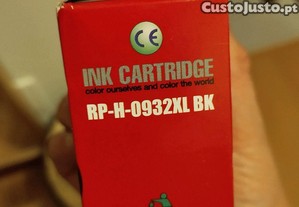 CustoJusto.pt
CE
INK CARTRIDGE
color ourselves and color the world
RP-H-0932XL BK